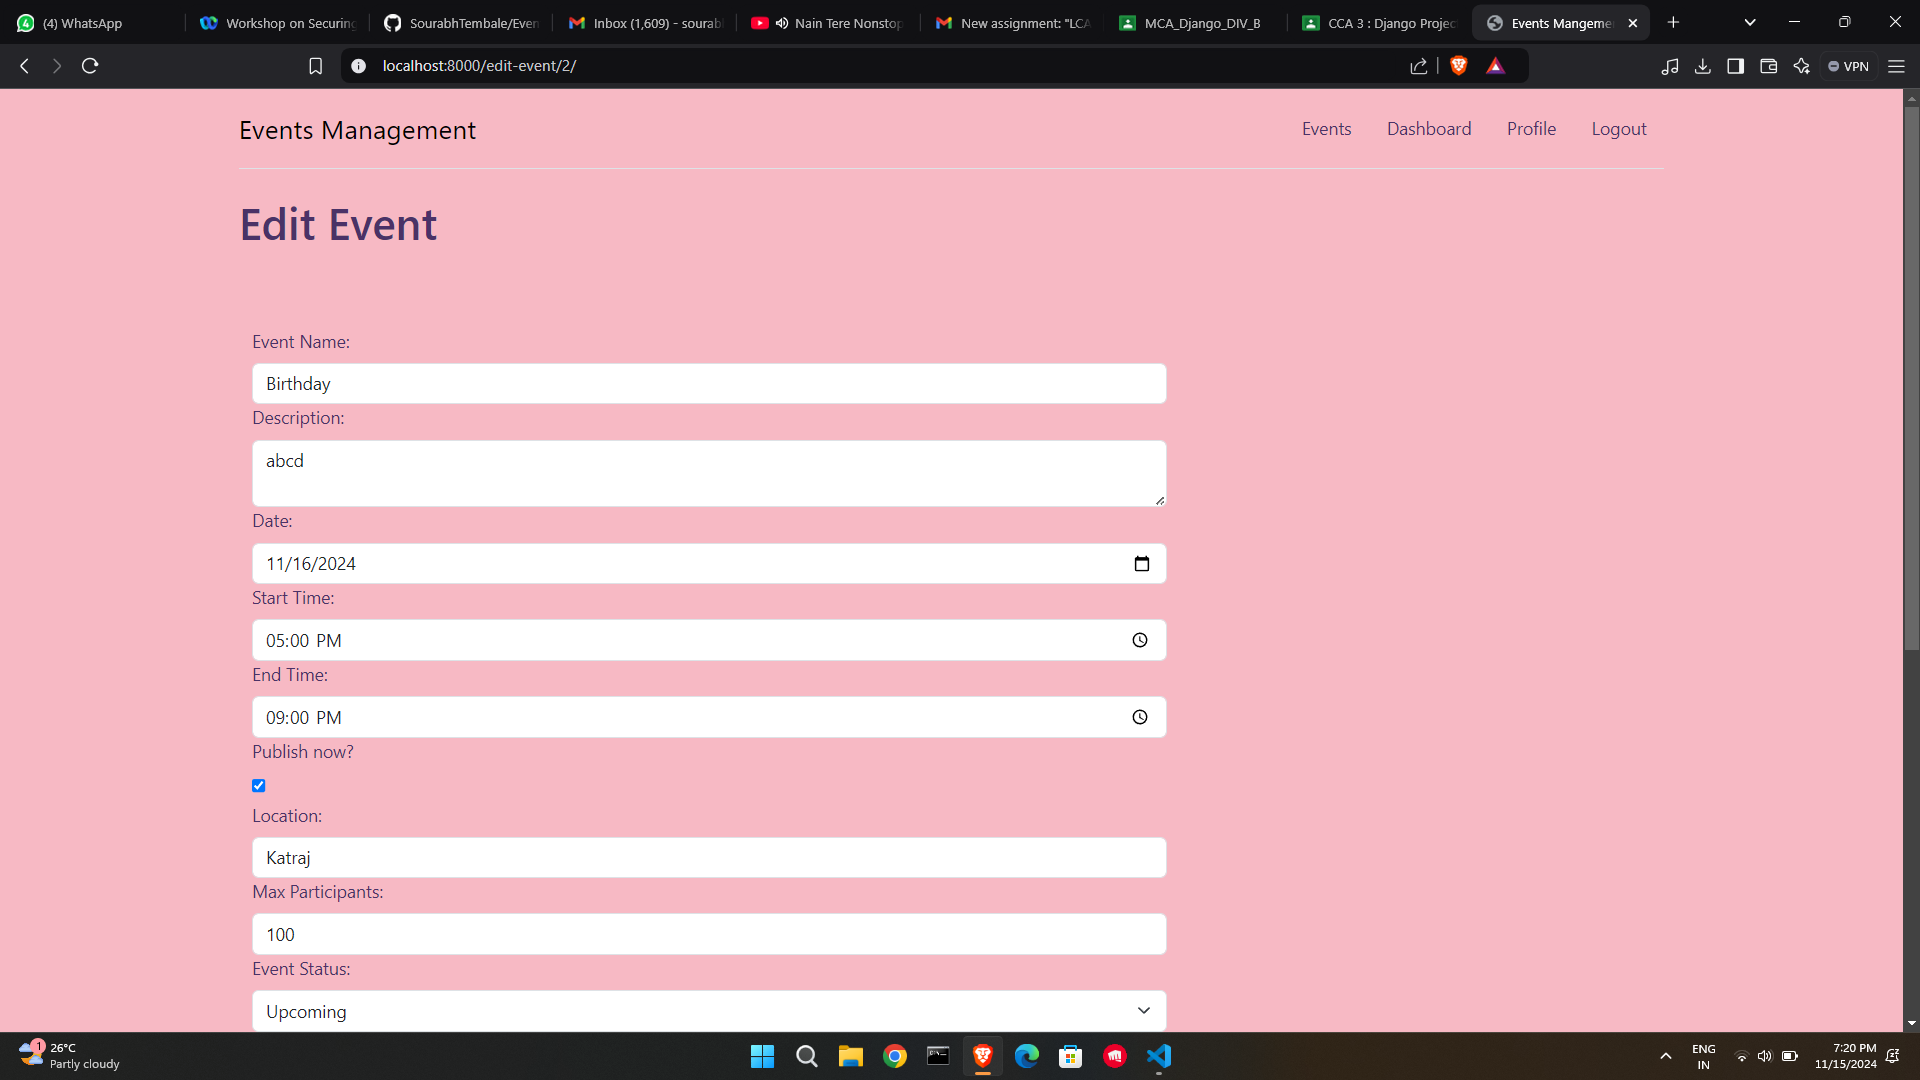 (4) WhatsApp
Workshop on Securing
SourabhTembale/Even
Inbox (1,609) - sourab
Nain Tere Nonstop
New assignment: "LCA
MCA_Django_DIV_B
CCA 3 : Django Projec
Events Mangeme
localhost:8000/edit-event/2/
VPN
Events Management
Events
Dashboard
Profile
Logout
Edit Event
Event Name:
Birthday
Description:
abcd
Date:
11/16/2024
Start Time:
05:00 PM
End Time:
09:00 PM
Publish now?
Location:
Katraj
Max Participants:
100
Event Status:
Upcoming
1
26°C
Partly cloudy
ENG
IN
7:20 PM
11/15/2024